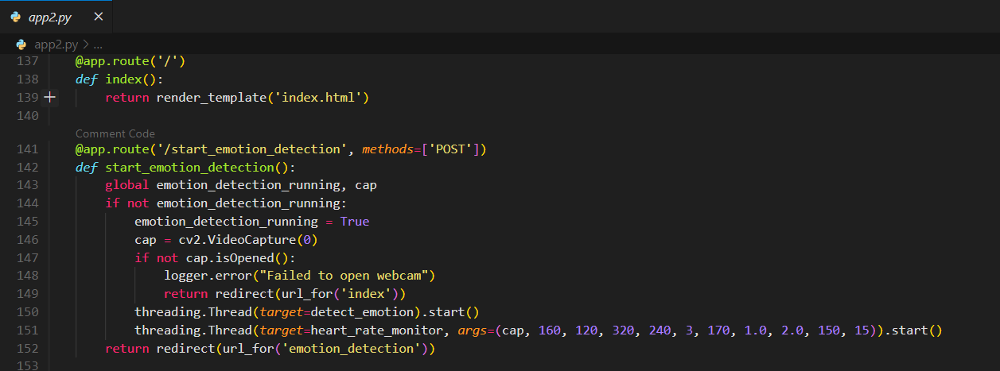 app2.py ×
app2.py > ...
137 @app.route('/')
138 def index():
139 + return render_template('index.html')
140
Comment Code
141 @app.route('/start_emotion_detection', methods=['POST'])
142 def start_emotion_detection():
143 global emotion_detection_running, cap
144 if not emotion_detection_running:
145 emotion_detection_running = True
146 cap = cv2.VideoCapture(0)
147 if not cap.isOpened():
148 logger.error("Failed to open webcam")
149 return redirect(url_for('index'))
150 threading.Thread(target=detect_emotion).start()
151 threading.Thread(target=heart_rate_monitor, args=(cap, 160, 120, 320, 240, 3, 170, 1.0, 2.0, 150, 15)).start()
152 return redirect(url_for('emotion_detection'))
153